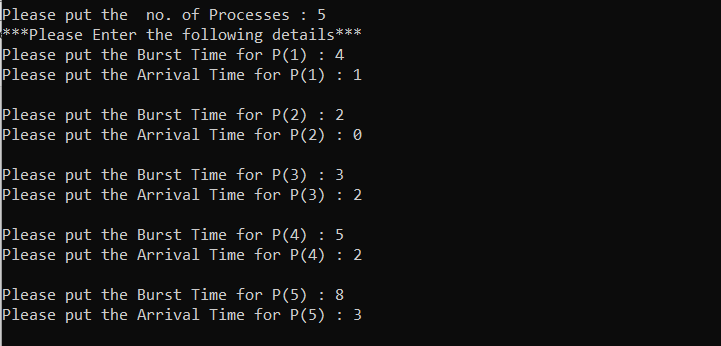 Please put the  no. of Processes : 5
***Please Enter the following details***
Please put the Burst Time for P(1) : 4
Please put the Arrival Time for P(1) : 1
Please put the Burst Time for P(2) : 2
Please put the Arrival Time for P(2) : 0
Please put the Burst Time for P(3) : 3
Please put the Arrival Time for P(3) : 2
Please put the Burst Time for P(4) : 5
Please put the Arrival Time for P(4) : 2
Please put the Burst Time for P(5) : 8
Please put the Arrival Time for P(5) : 3